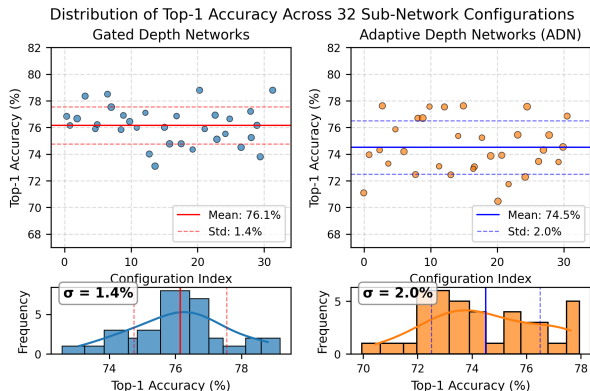 Distribution of Top-1 Accuracy Across 32 Sub-Network Configurations
Gated Depth Networks
82
80
78
76
74
72
70
68
Top-1 Accuracy (%)
0
10
20
30
Configuration Index
Mean: 76.1%
Std: 1.4%
Adaptive Depth Networks (ADN)
82
80
78
76
74
72
70
68
Top-1 Accuracy (%)
0
10
20
30
Configuration Index
Mean: 74.5%
Std: 2.0%
σ = 1.4%
5
0
Frequency
74
76
78
Top-1 Accuracy (%)
σ = 2.0%
5
0
Frequency
70
72
74
76
78
Top-1 Accuracy (%)